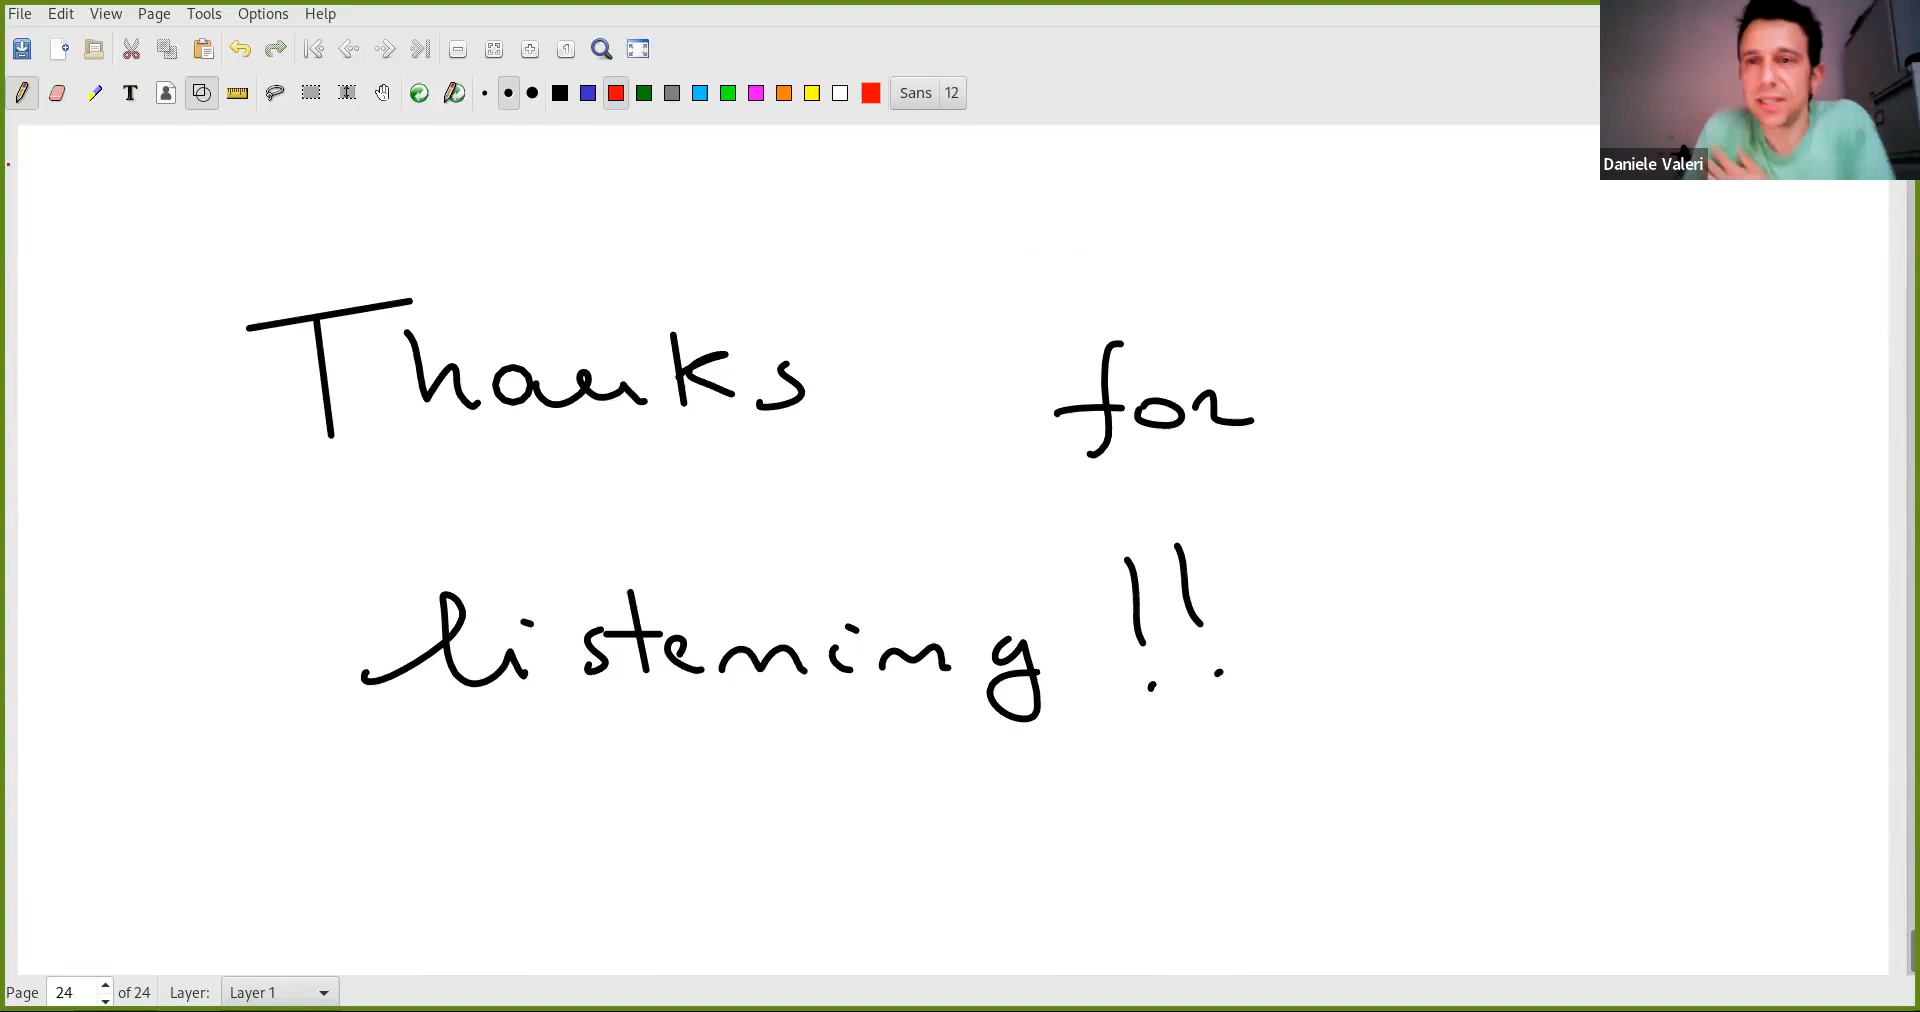 File Edit View Page Tools Options Help
T Sans 12
Daniele Valeri
Thanks for
listening!!
Page 24 of 24 Layer: Layer 1